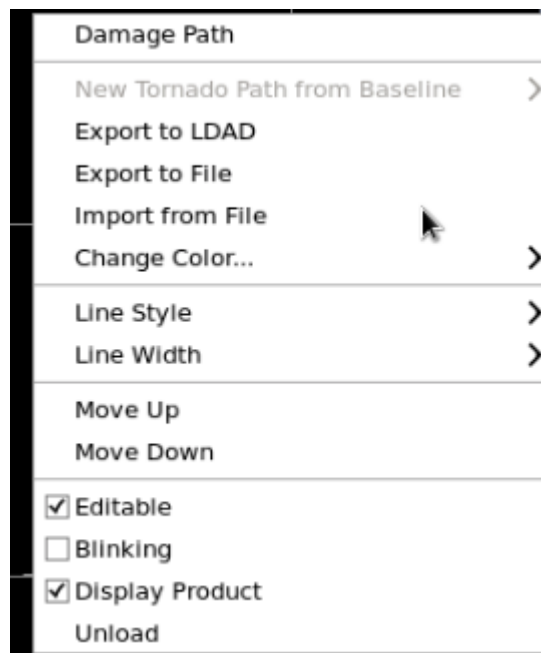 Damage Path
New Tornado Path from Baseline
Export to LDAD
Export to File
Import from File
Change Color...
Line Style
Line Width
Move Up
Move Down
Editable
Blinking
Display Product
Unload